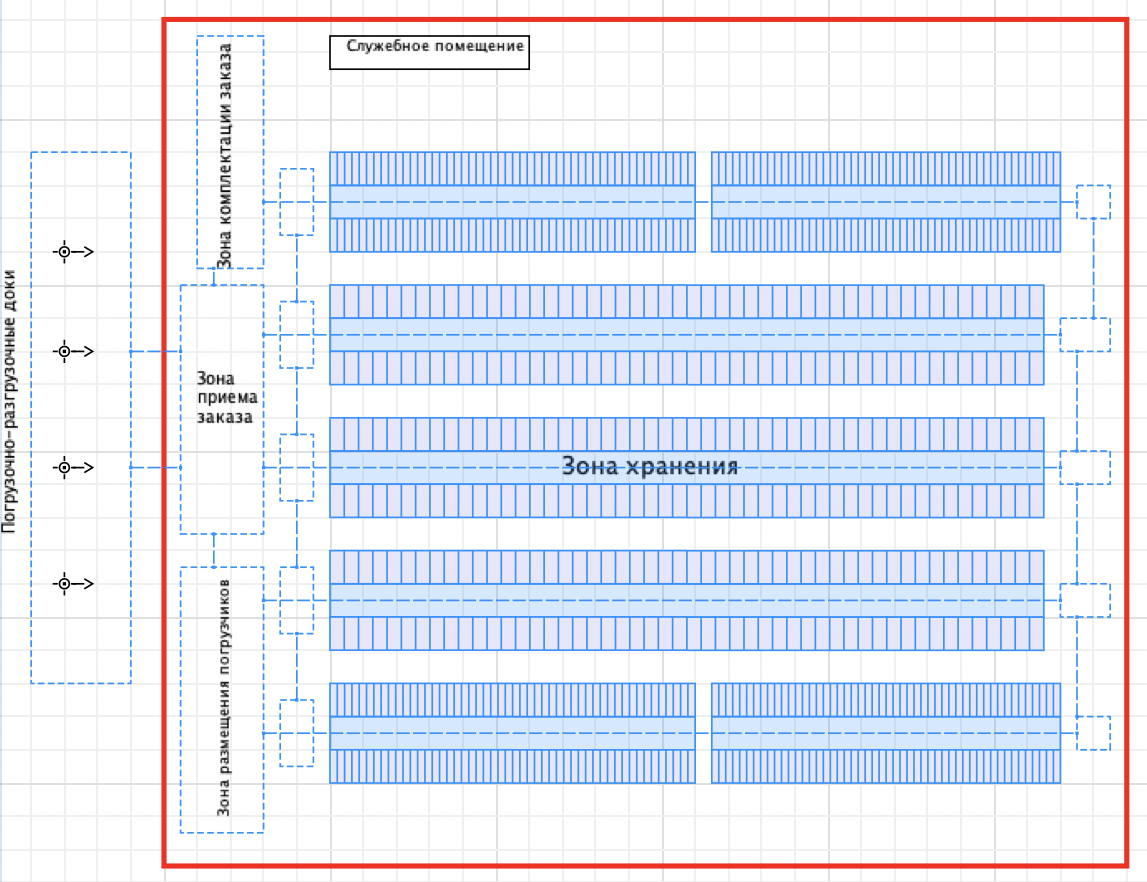 Служебное помещение
Зона комплектации заказа
Погрузочно-разгрузочные доки
Зона
приема
заказа
Зона хранения
Зона размещения погрузчиков